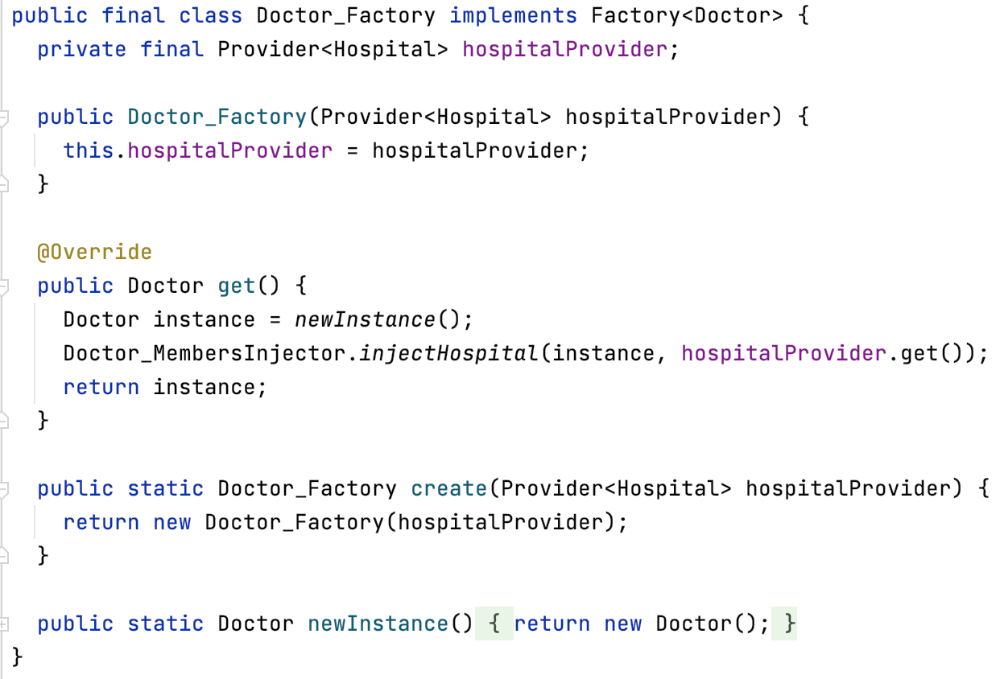 public final class Doctor_Factory implements Factory<Doctor> {
  private final Provider<Hospital> hospitalProvider;

  public Doctor_Factory(Provider<Hospital> hospitalProvider) {
    this.hospitalProvider = hospitalProvider;
  }

  @Override
  public Doctor get() {
    Doctor instance = newInstance();
    Doctor_MembersInjector.injectHospital(instance, hospitalProvider.get());
    return instance;
  }

  public static Doctor_Factory create(Provider<Hospital> hospitalProvider) {
    return new Doctor_Factory(hospitalProvider);
  }

  public static Doctor newInstance() { return new Doctor(); }
}